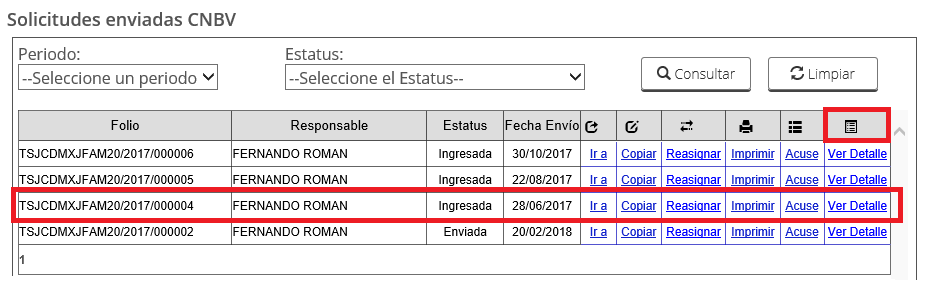 Solicitudes enviadas CNBV
Periodo: Estatus:
--Seleccione un periodo --Seleccione el Estatus-- Consultar Limpiar
Folio Responsable Estatus Fecha Envío
TSJCDMXJFAM20/2017/000006 FERNANDO ROMAN Ingresada 30/10/2017 Ir a Copiar Reasignar Imprimir Acuse Ver Detalle
TSJCDMXJFAM20/2017/000005 FERNANDO ROMAN Ingresada 22/08/2017 Ir a Copiar Reasignar Imprimir Acuse Ver Detalle
TSJCDMXJFAM20/2017/000004 FERNANDO ROMAN Ingresada 28/06/2017 Ir a Copiar Reasignar Imprimir Acuse Ver Detalle
TSJCDMXJFAM20/2017/000002 FERNANDO ROMAN Enviada 20/02/2018 Ir a Copiar Reasignar Imprimir Acuse Ver Detalle
1